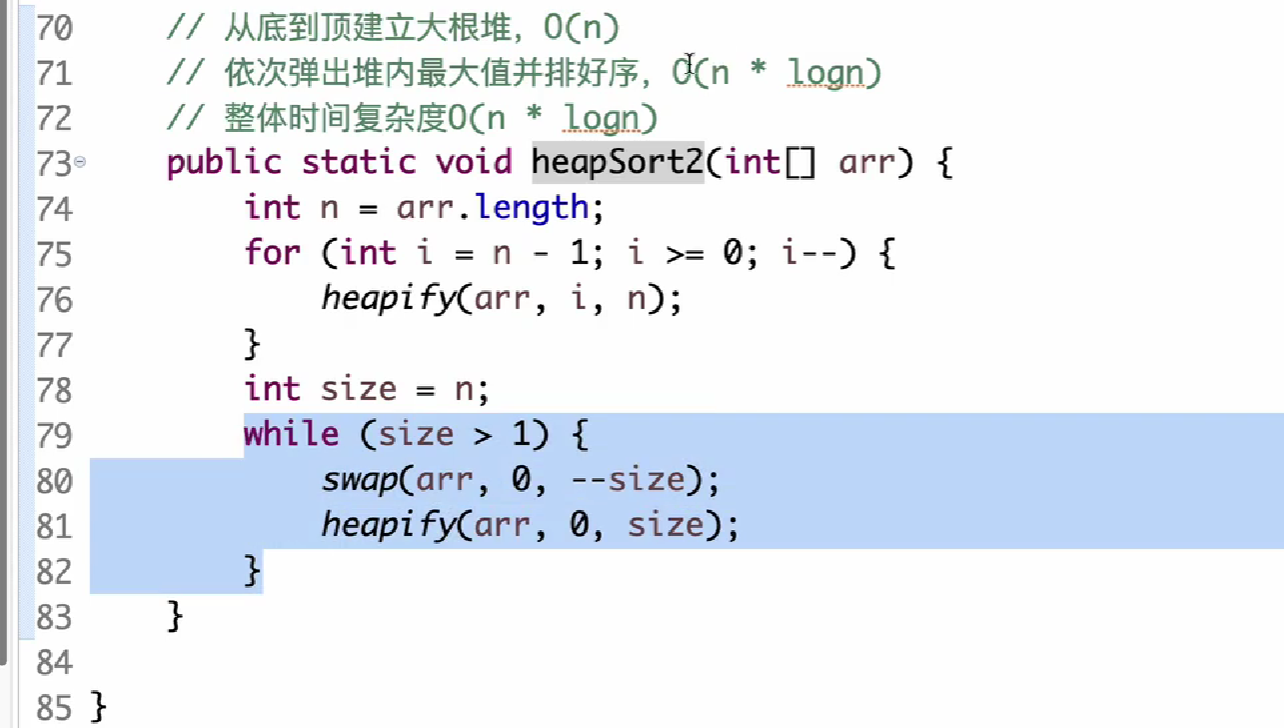 70 // 从底到顶建立大根堆，O(n)
71 // 依次弹出堆内最大值并排好序，O(n * logn)
72 // 整体时间复杂度O(n * logn)
73 public static void heapSort2(int[] arr) {
74 int n = arr.length;
75 for (int i = n - 1; i >= 0; i--) {
76 heapify(arr, i, n);
77 }
78 int size = n;
79 while (size > 1) {
80 swap(arr, 0, --size);
81 heapify(arr, 0, size);
82 }
83 }
84
85 }